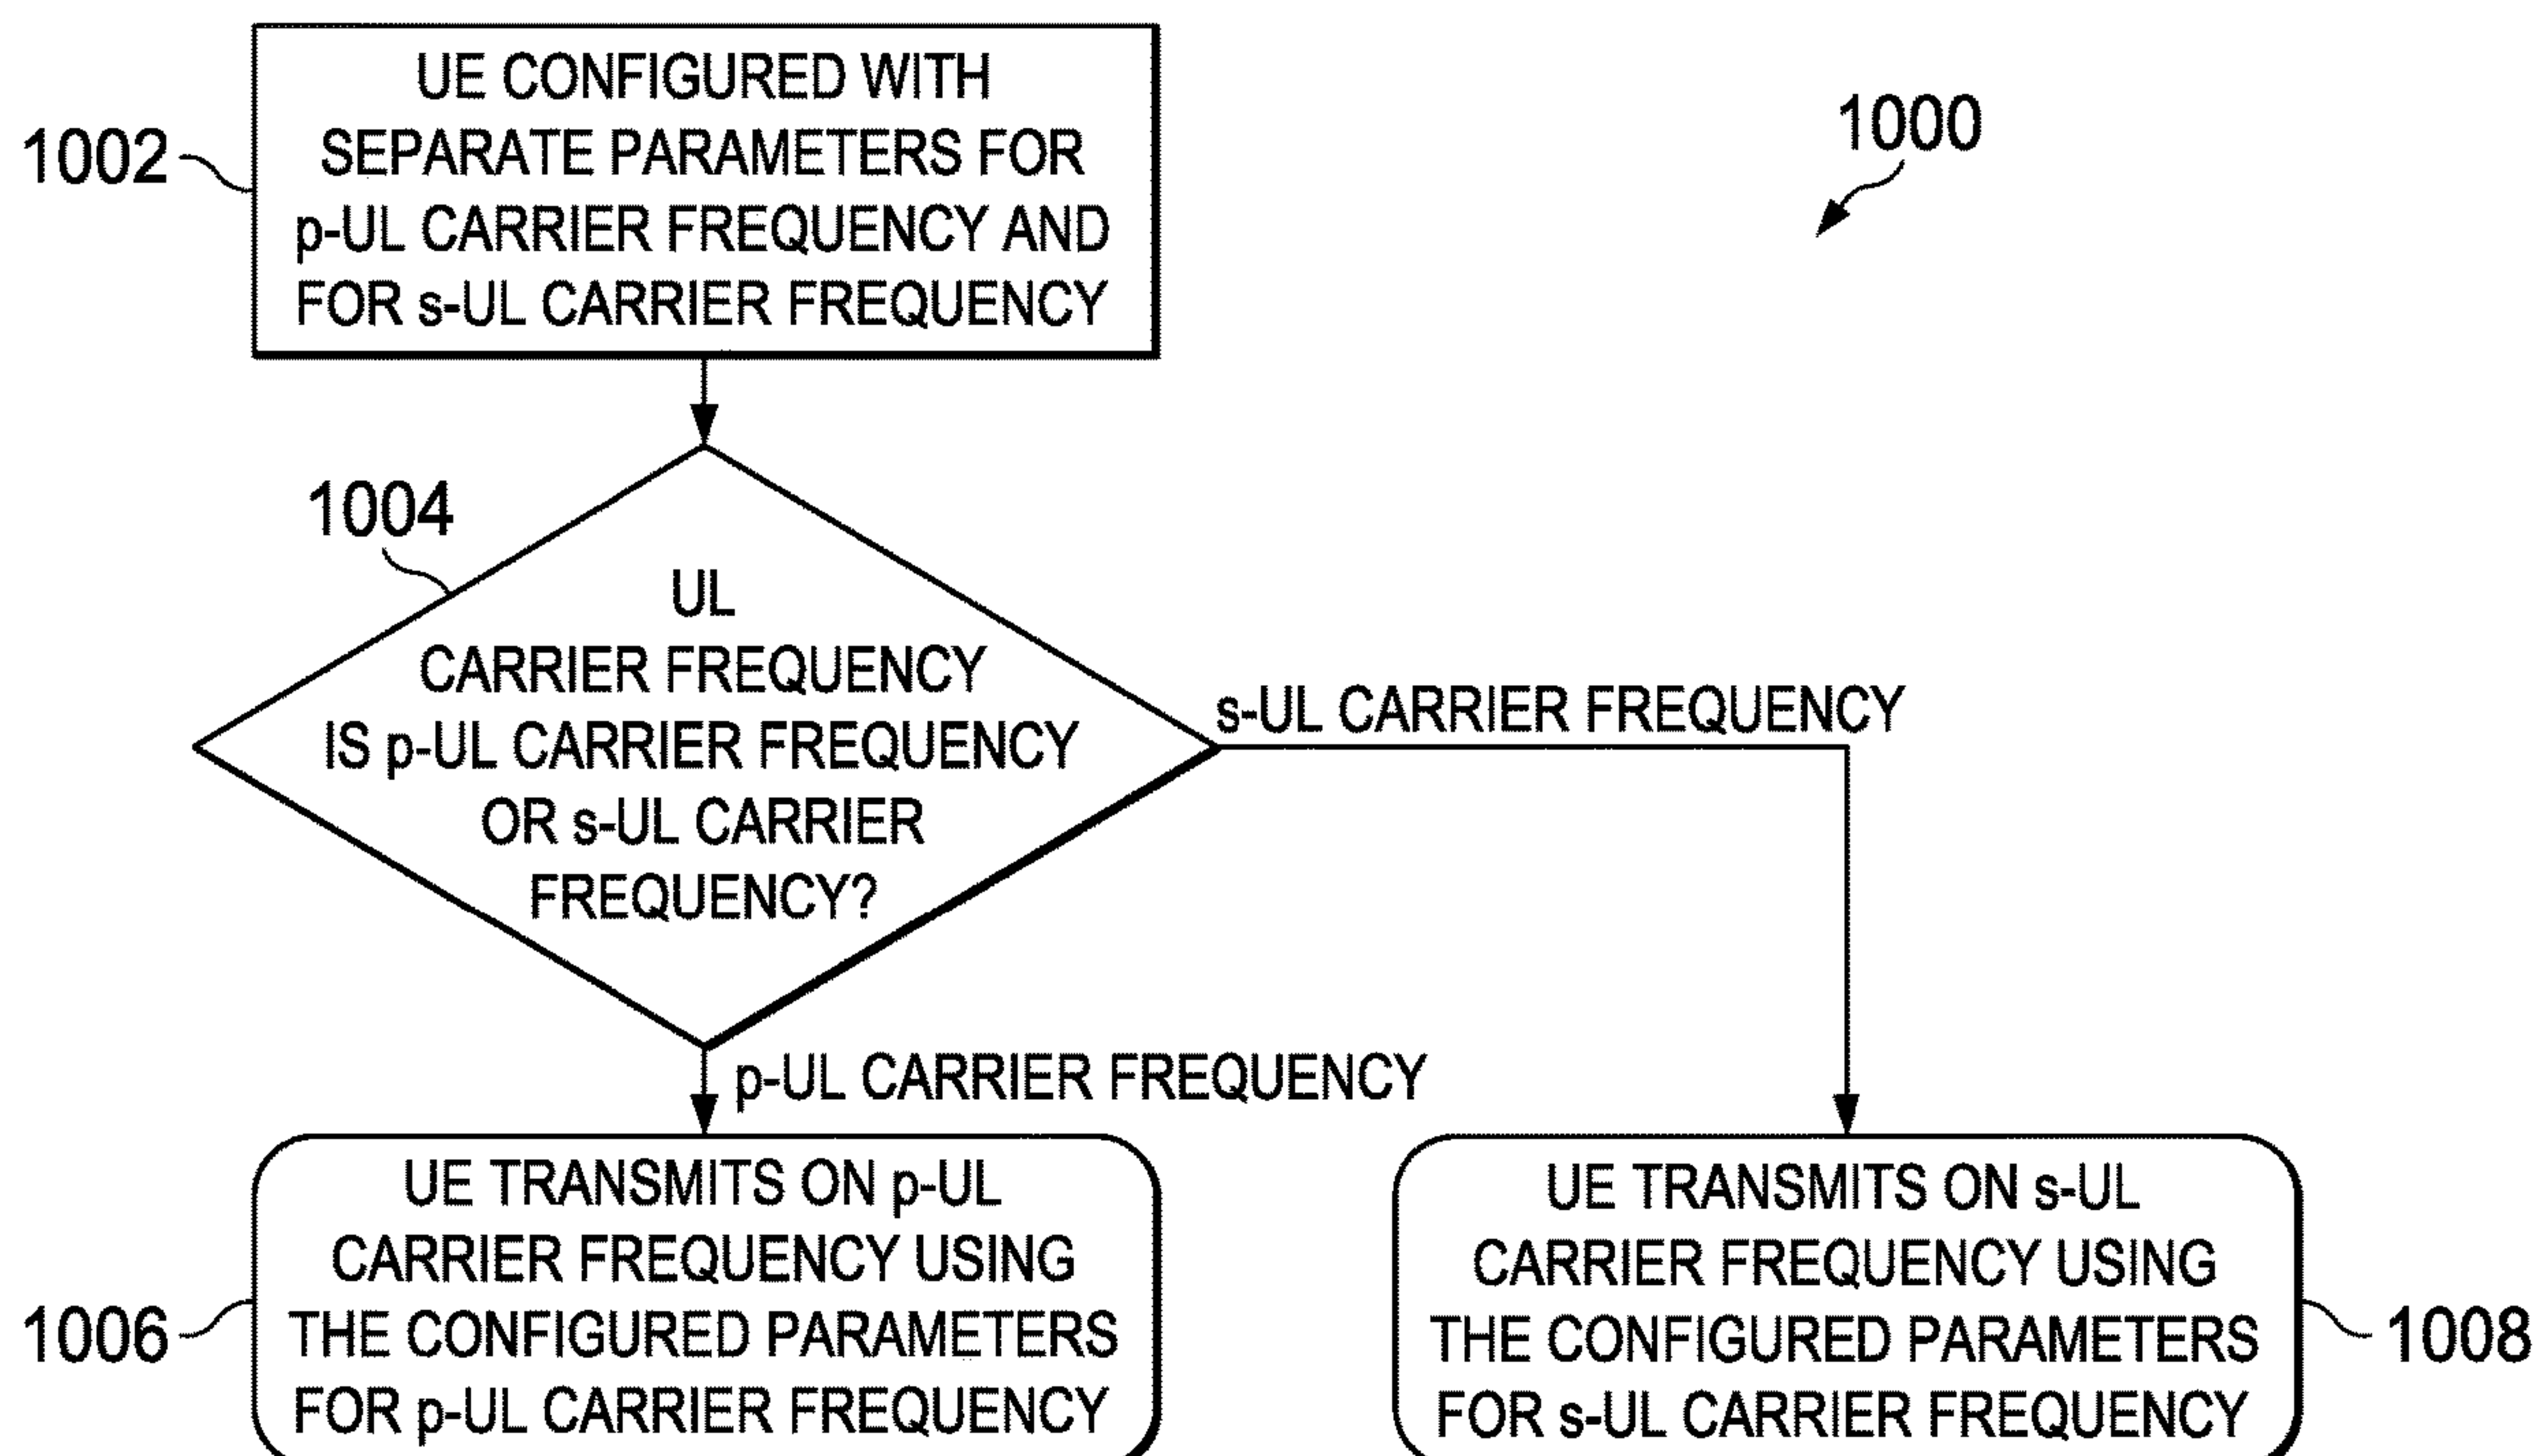 UE CONFIGURED WITH
SEPARATE PARAMETERS FOR
p-UL CARRIER FREQUENCY AND
FOR s-UL CARRIER FREQUENCY
1002
1000
1004
UL
CARRIER FREQUENCY
IS p-UL CARRIER FREQUENCY
OR s-UL CARRIER
FREQUENCY?
s-UL CARRIER FREQUENCY
p-UL CARRIER FREQUENCY
UE TRANSMITS ON p-UL
CARRIER FREQUENCY USING
THE CONFIGURED PARAMETERS
FOR p-UL CARRIER FREQUENCY
1006
UE TRANSMITS ON s-UL
CARRIER FREQUENCY USING
THE CONFIGURED PARAMETERS
FOR s-UL CARRIER FREQUENCY
1008